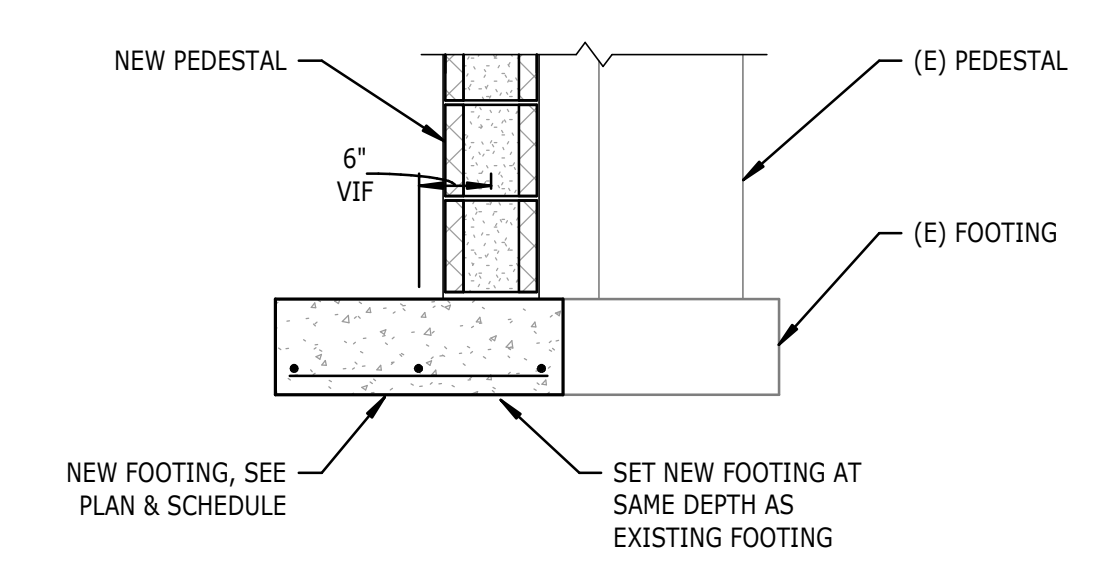 NEW PEDESTAL
(E) PEDESTAL
6"
VIF
(E) FOOTING
NEW FOOTING, SEE
PLAN & SCHEDULE
SET NEW FOOTING AT
SAME DEPTH AS
EXISTING FOOTING